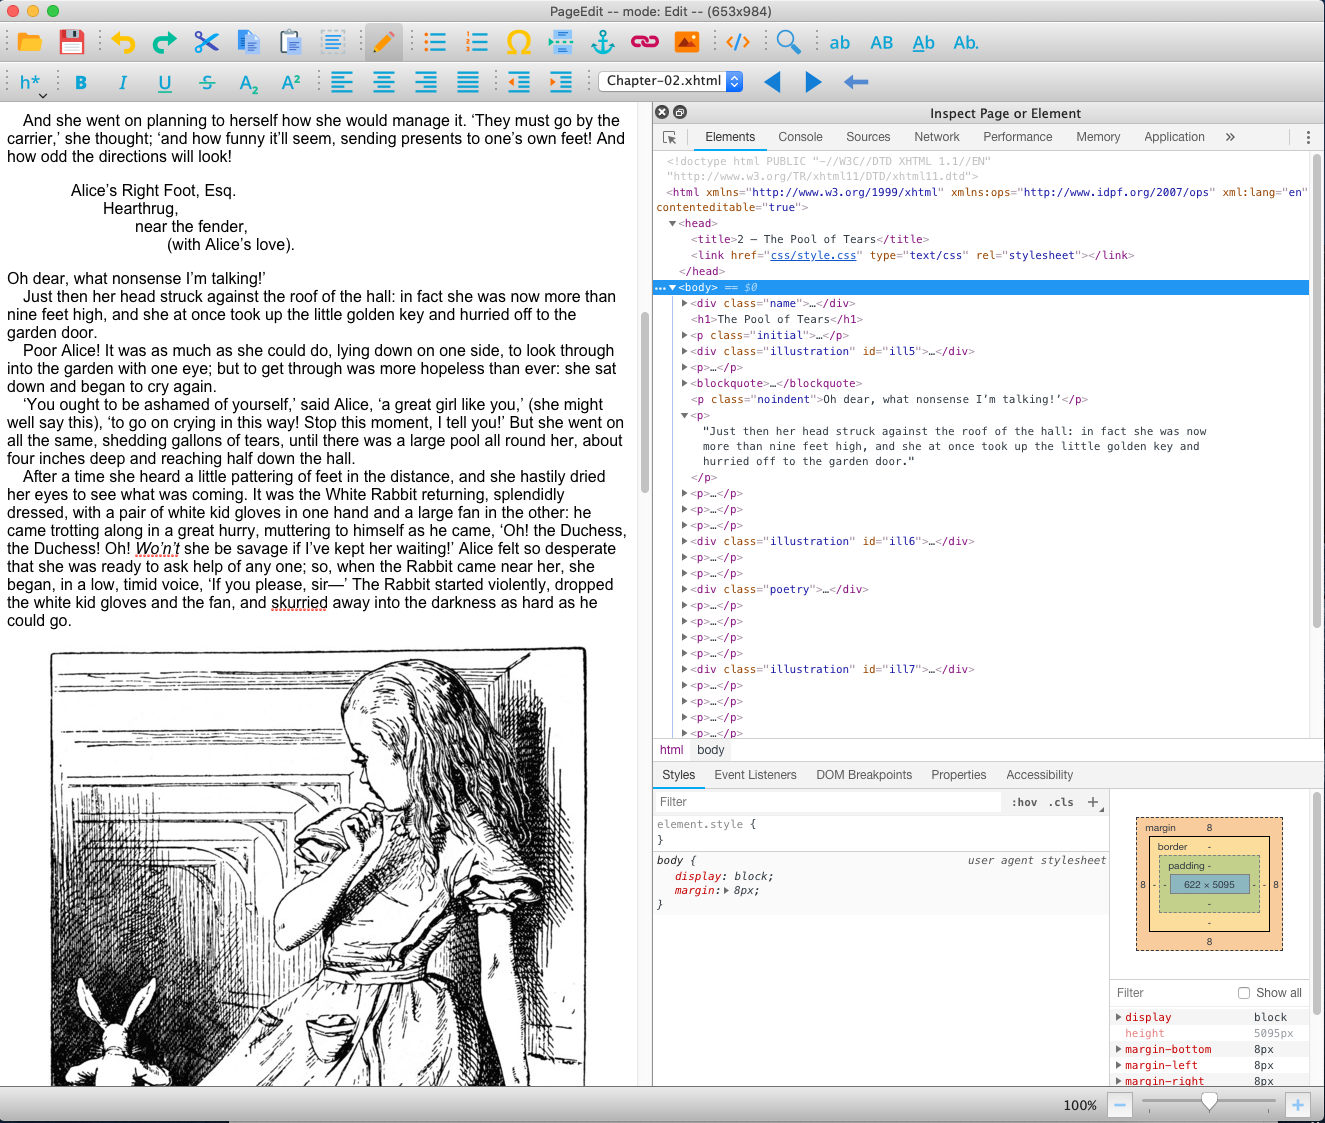 PageEdit -- mode: Edit -- (653x984)
ab AB Ab Ab.
h* B I U S A2 A2 Chapter-02.xhtml
And she went on planning to herself how she would manage it. ‘They must go by the
carrier,’ she thought; ‘and how funny it’ll seem, sending presents to one’s own feet! And
how odd the directions will look!
Alice’s Right Foot, Esq.
Hearthrug,
near the fender,
(with Alice’s love).
Oh dear, what nonsense I’m talking!’
Just then her head struck against the roof of the hall: in fact she was now more than
nine feet high, and she at once took up the little golden key and hurried off to the
garden door.
Poor Alice! It was as much as she could do, lying down on one side, to look through
into the garden with one eye; but to get through was more hopeless than ever: she sat
down and began to cry again.
‘You ought to be ashamed of yourself,’ said Alice, ‘a great girl like you,’ (she might
well say this), ‘to go on crying in this way! Stop this moment, I tell you!’ But she went on
all the same, shedding gallons of tears, until there was a large pool all round her, about
four inches deep and reaching half down the hall.
After a time she heard a little pattering of feet in the distance, and she hastily dried
her eyes to see what was coming. It was the White Rabbit returning, splendidly
dressed, with a pair of white kid gloves in one hand and a large fan in the other: he
came trotting along in a great hurry, muttering to himself as he came, ‘Oh! the Duchess,
the Duchess! Oh! Wo’n’t she be savage if I’ve kept her waiting!’ Alice felt so desperate
that she was ready to ask help of any one; so, when the Rabbit came near her, she
began, in a low, timid voice, ‘If you please, sir—’ The Rabbit started violently, dropped
the white kid gloves and the fan, and skurried away into the darkness as hard as he
could go.
Inspect Page or Element
Elements Console Sources Network Performance Memory Application »
<!doctype html PUBLIC "-//W3C//DTD XHTML 1.1//EN"
"http://www.w3.org/TR/xhtml11/DTD/xhtml11.dtd">
<html xmlns="http://www.w3.org/1999/xhtml" xmlns:ops="http://www.idpf.org/2007/ops" xml:lang="en"
contenteditable="true">
▼<head>
<title>2 – The Pool of Tears</title>
<link href="css/style.css" type="text/css" rel="stylesheet"></link>
</head>
…▼<body> == $0
▶<div class="name">…</div>
<h1>The Pool of Tears</h1>
▶<p class="initial">…</p>
▶<div class="illustration" id="ill5">…</div>
▶<p>…</p>
▶<blockquote>…</blockquote>
<p class="noindent">Oh dear, what nonsense I’m talking!’</p>
▼<p>
"Just then her head struck against the roof of the hall: in fact she was now
more than nine feet high, and she at once took up the little golden key and
hurried off to the garden door."
</p>
▶<p>…</p>
▶<p>…</p>
▶<p>…</p>
▶<div class="illustration" id="ill6">…</div>
▶<p>…</p>
▶<p>…</p>
▶<div class="poetry">…</div>
▶<p>…</p>
▶<p>…</p>
▶<p>…</p>
▶<p>…</p>
▶<div class="illustration" id="ill7">…</div>
▶<p>…</p>
▶<p>…</p>
▶<p>…</p>
▶<p>…</p>
html body
Styles Event Listeners DOM Breakpoints Properties Accessibility
Filter :hov .cls +
element.style {
}
body { user agent stylesheet
display: block;
margin:▶8px;
}
margin 8
border -
padding -
8 - - 622 × 5095 - - 8
-
-
8
Filter Show all
▶display block
height 5095px
▶margin-bottom 8px
▶margin-left 8px
▶margin-right 8px
100%